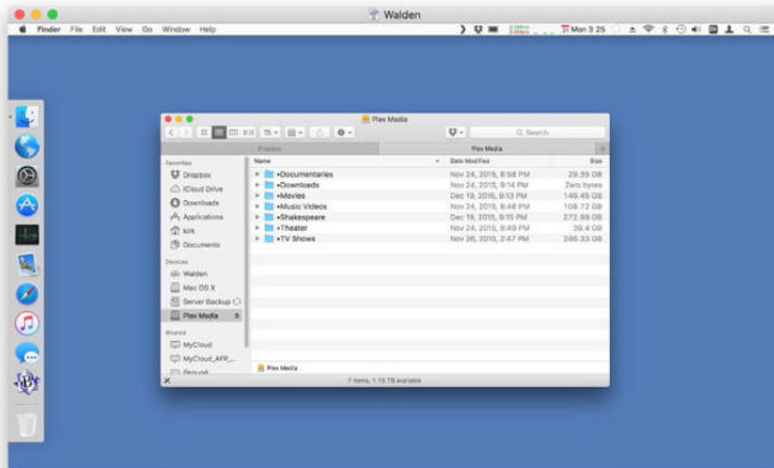 Walden
Finder File Edit View Go Window Help
Mon 3 25
Plex Media
Search
Dropbox
Plex Media
Favorites
Dropbox
iCloud Drive
Downloads
Applications
kirk
Documents
Devices
Walden
Mac OS X
Server Backup
Plex Media
Shared
MyCloud
MyCloud_AFP_...
Name Date Modified Size
•Documentaries Nov 24, 2015, 8:58 PM 29.35 GB
•Downloads Nov 24, 2015, 9:14 PM Zero bytes
•Movies Dec 19, 2015, 9:13 PM 149.45 GB
•Music Videos Nov 24, 2015, 8:48 PM 108.72 GB
•Shakespeare Dec 19, 2015, 9:15 PM 272.99 GB
•Theater Nov 24, 2015, 8:49 PM 39.4 GB
•TV Shows Nov 26, 2015, 2:47 PM 246.33 GB
Plex Media
7 items, 1.15 TB available